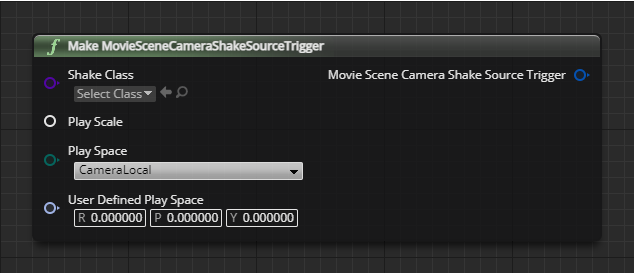 f Make MovieSceneCameraShakeSourceTrigger
Shake Class
Movie Scene Camera Shake Source Trigger
Select Class
Play Scale
Play Space
CameraLocal
User Defined Play Space
R 0.000000 P 0.000000 Y 0.000000